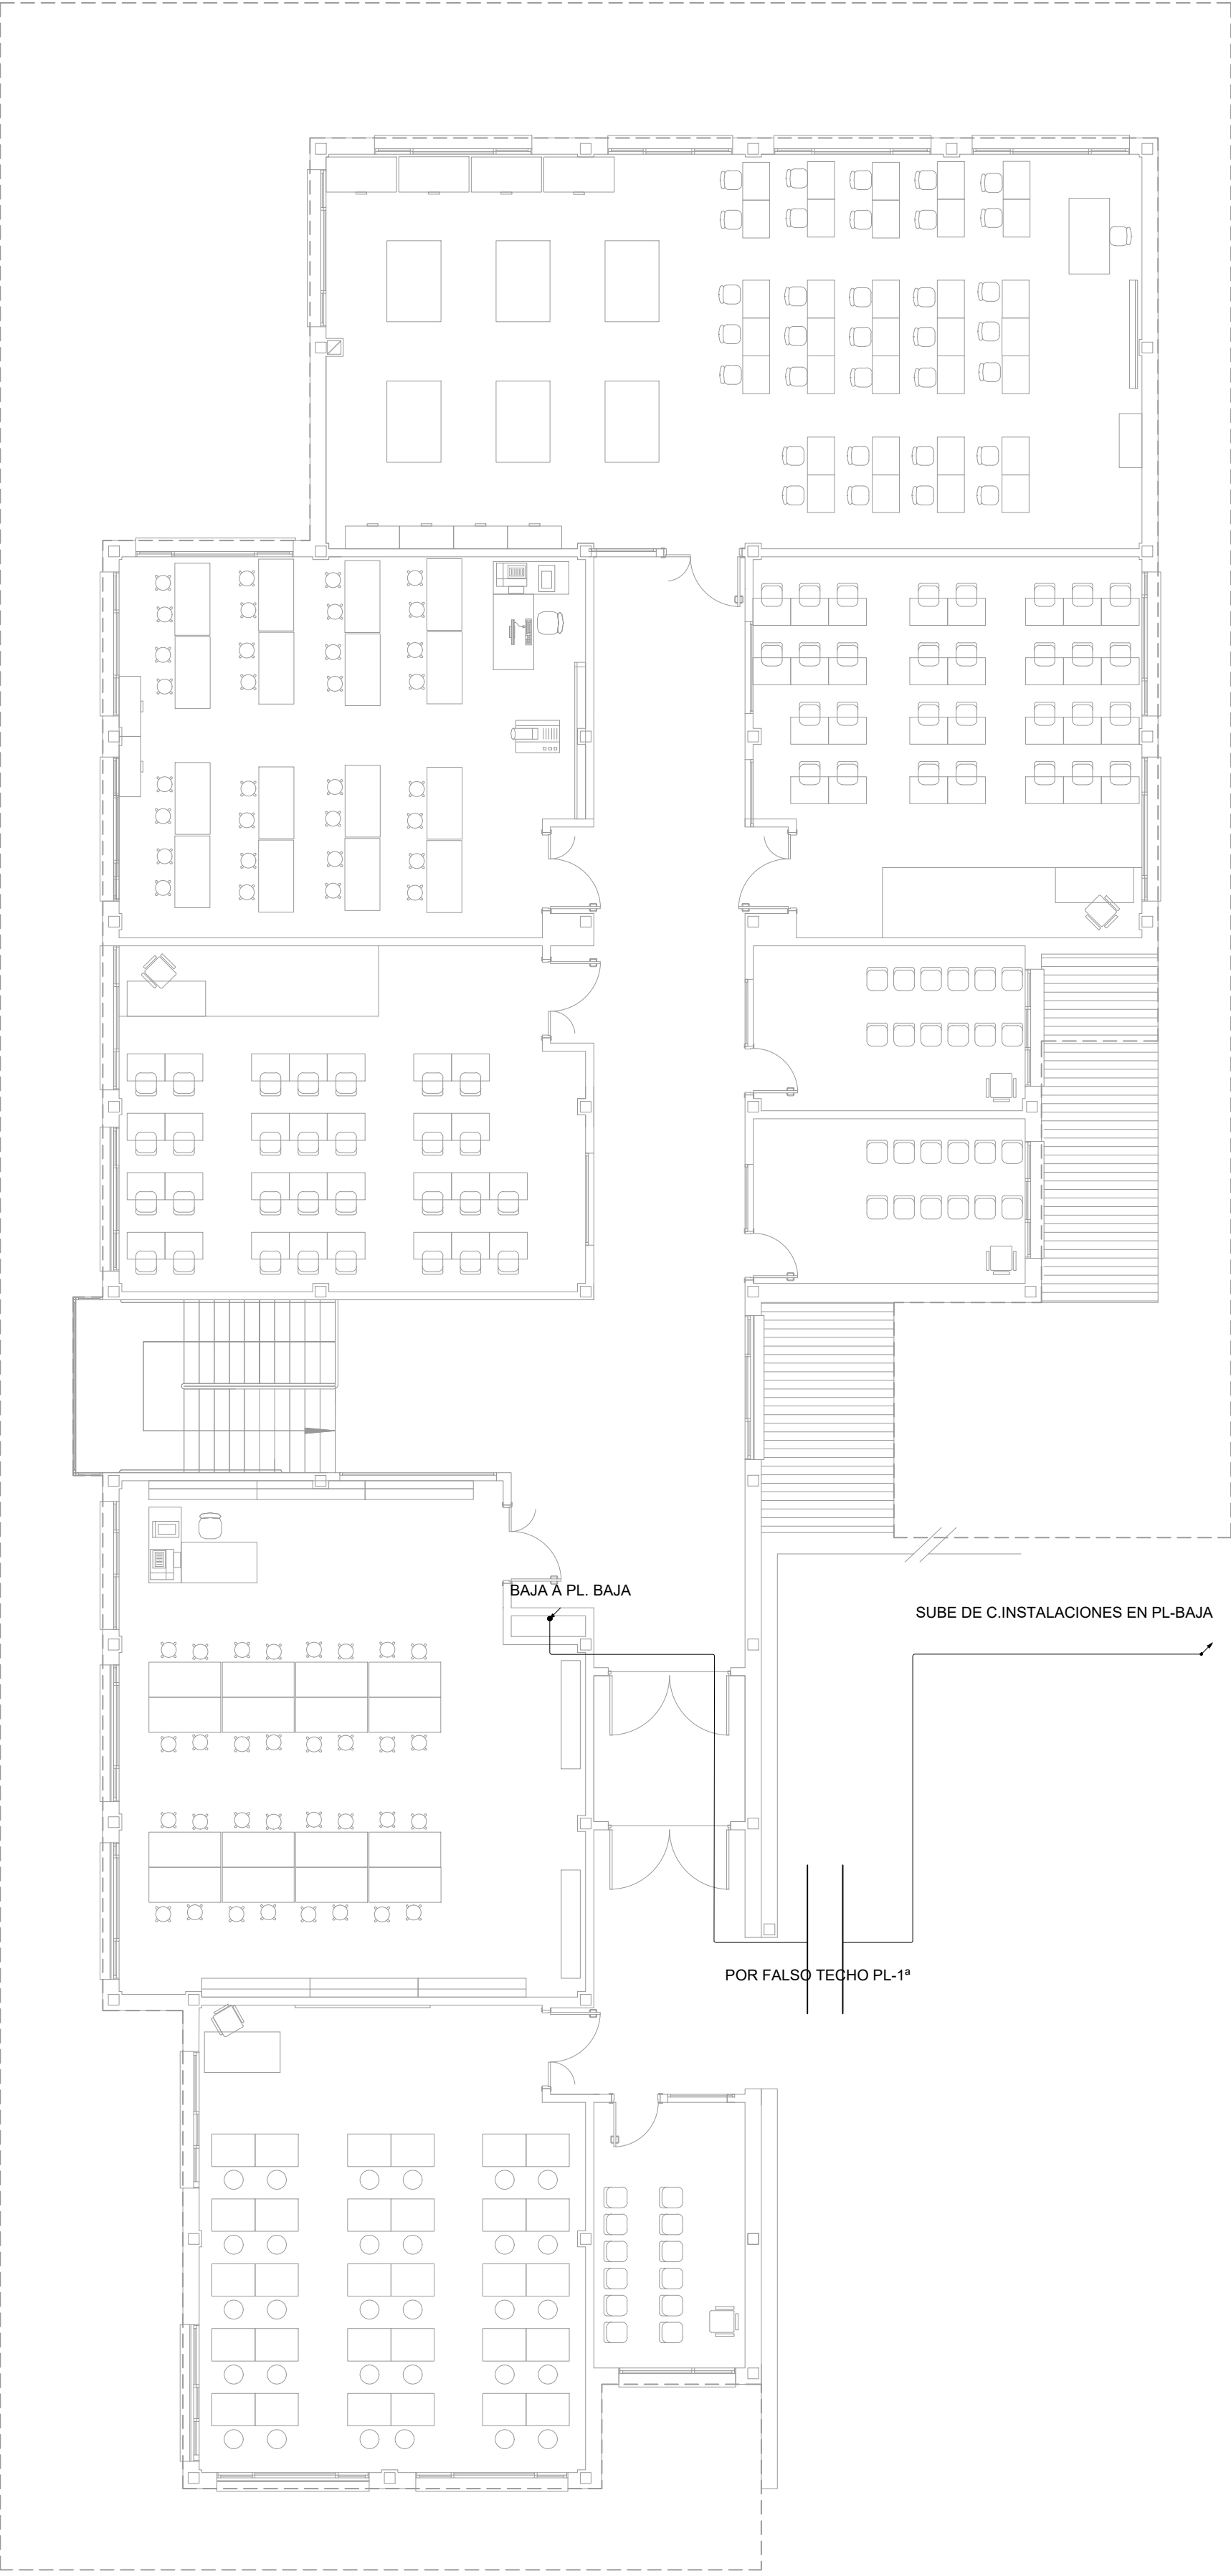 BAJA A PL. BAJA
SUBE DE C.INSTALACIONES EN PL-BAJA
POR FALSO TECHO PL-1ª